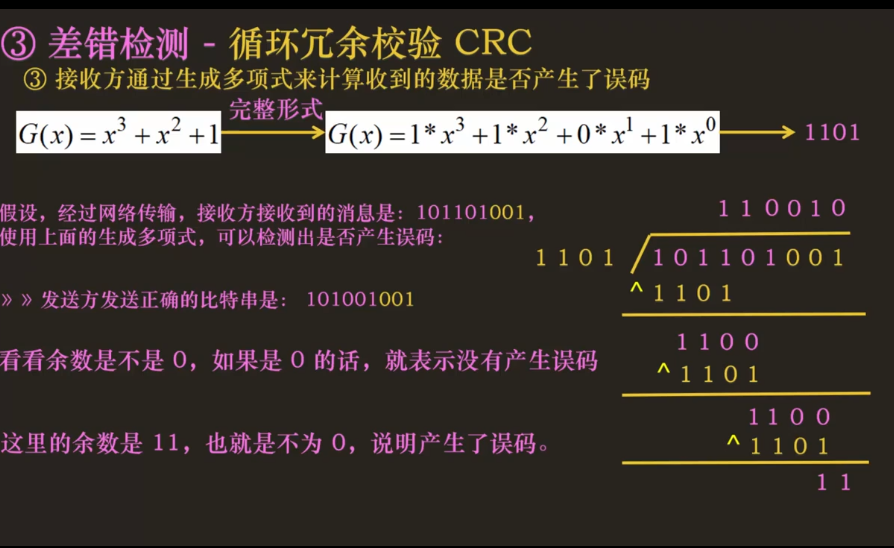 ③ 差错检测 - 循环冗余校验 CRC
③ 接收方通过生成多项式来计算收到的数据是否产生了误码
完整形式
G(x) = x³ + x² + 1 G(x) = 1 * x³ + 1 * x² + 0 * x¹ + 1 * x⁰ 1101
假设，经过网络传输，接收方接收到的消息是：101101001，
使用上面的生成多项式，可以检测出是否产生误码：
》》发送方发送正确的比特串是： 101001001
看看余数是不是 0，如果是 0 的话，就表示没有产生误码
这里的余数是 11，也就是不为 0，说明产生了误码。
1 1 0 0 1 0
1 1 0 1 1 0 1 1 0 1 0 0 1
^ 1 1 0 1
1 1 0 0
^ 1 1 0 1
1 1 0 0
^ 1 1 0 1
1 1